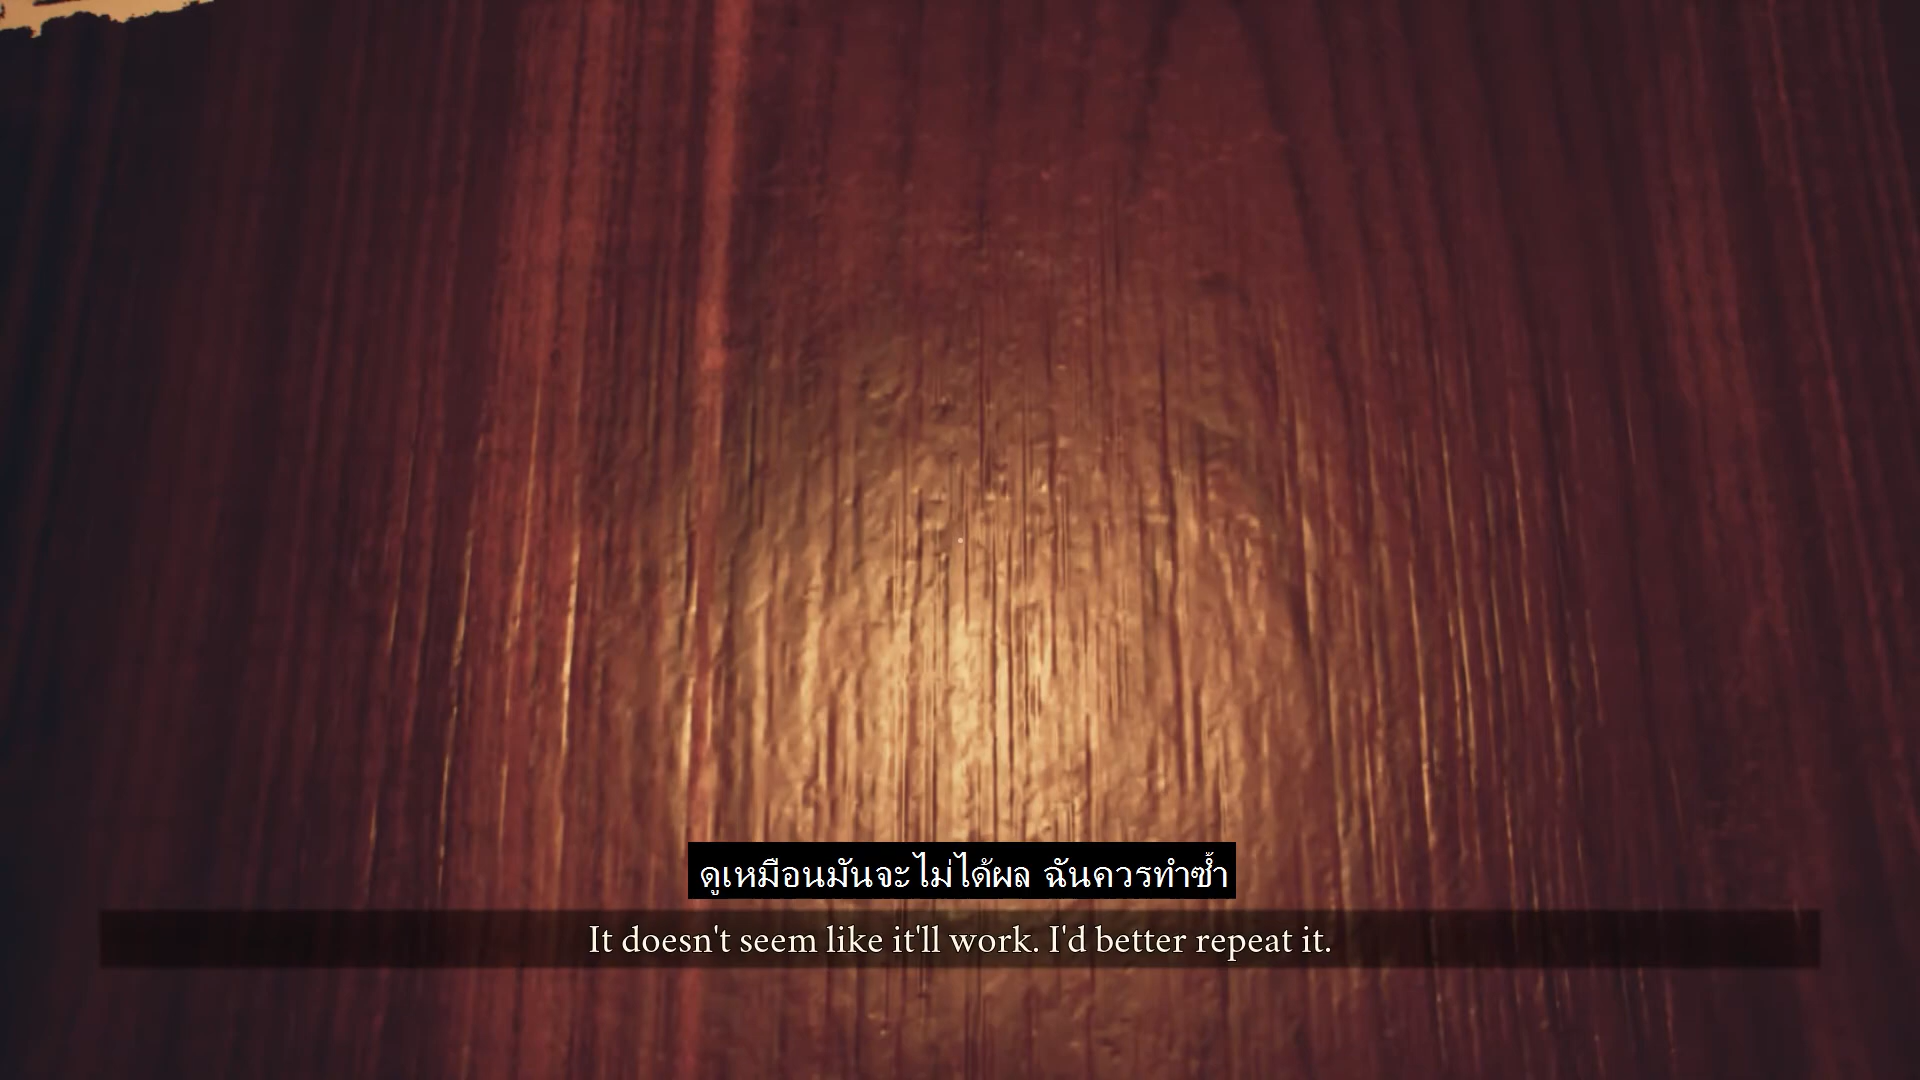 ดูเหมือนมันจะไม่ได้ผล ฉันควรทำซ้ำ
It doesn't seem like it'll work. I'd better repeat it.